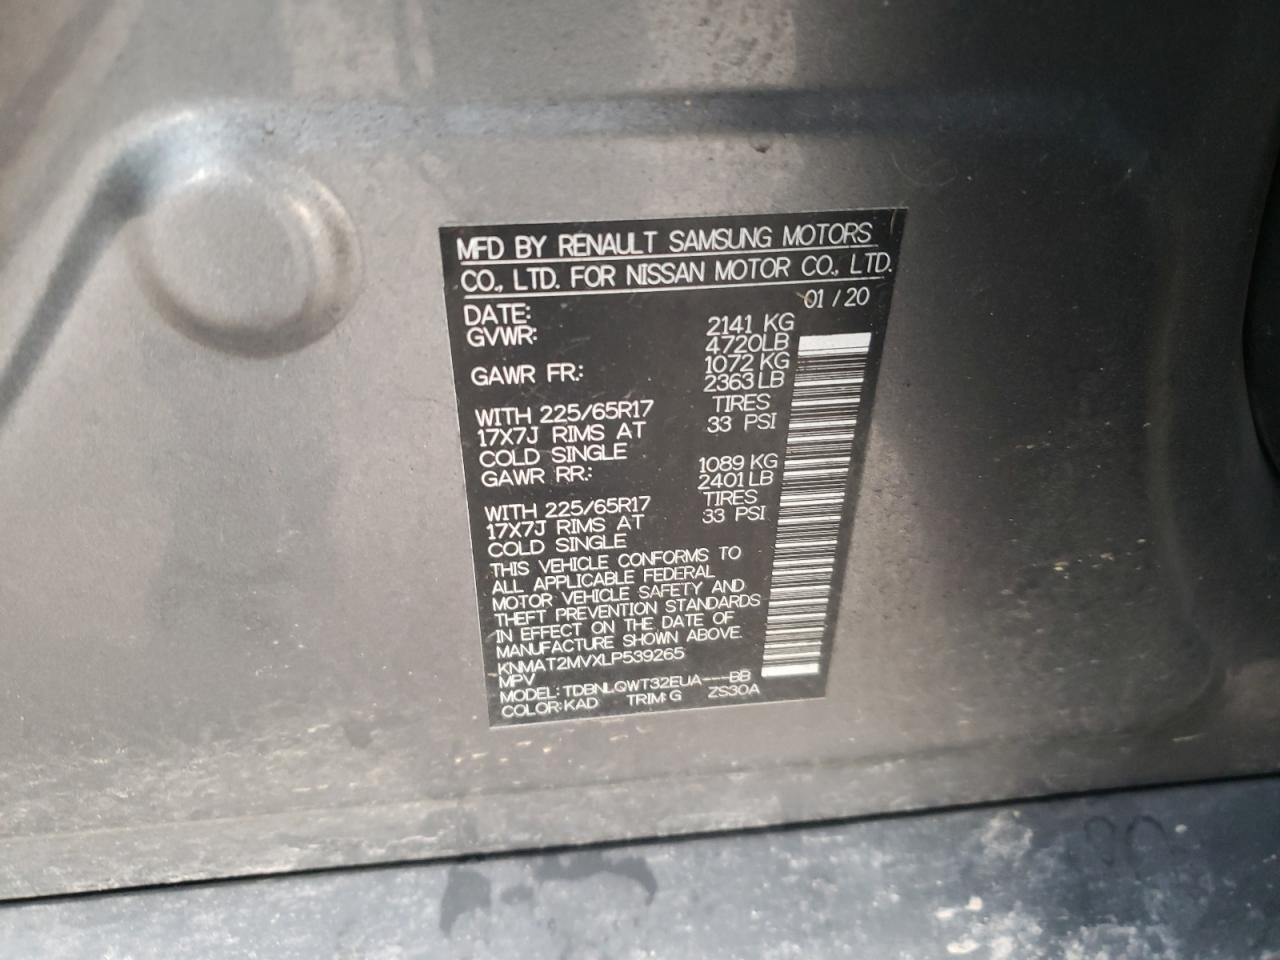 MFD BY RENAULT SAMSUNG MOTORS
CO., LTD. FOR NISSAN MOTOR CO., LTD.
DATE: 01 / 20
GVWR: 2141 KG
4720LB
GAWR FR.: 1072 KG
2363LB
WITH 225/65R17 TIRES
17X7J RIMS AT 33 PSI
COLD SINGLE
GAWR RR.: 1089 KG
2401LB
WITH 225/65R17 TIRES
17X7J RIMS AT 33 PSI
COLD SINGLE
THIS VEHICLE CONFORMS TO
ALL APPLICABLE FEDERAL
MOTOR VEHICLE SAFETY AND
THEFT PREVENTION STANDARDS
IN EFFECT ON THE DATE OF
MANUFACTURE SHOWN ABOVE.
KNMAT2MVXLP539265
MPV
MODEL: TDBNLQWT32EUA---BB
COLOR: KAD TRIM: G ZS30A